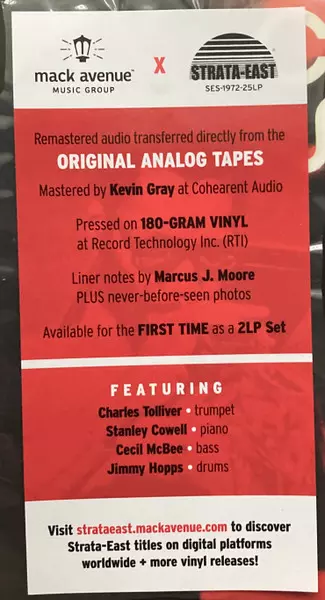 mack avenue™
MUSIC GROUP
X
STRATA-EAST
SES-1972-25LP
Remastered audio transferred directly from the
ORIGINAL ANALOG TAPES
Mastered by Kevin Gray at Cohearent Audio
Pressed on 180-GRAM VINYL
at Record Technology Inc. (RTI)
Liner notes by Marcus J. Moore
PLUS never-before-seen photos
Available for the FIRST TIME as a 2LP Set
FEATURING
Charles Tolliver • trumpet
Stanley Cowell • piano
Cecil McBee • bass
Jimmy Hopps • drums
Visit strataeast.mackavenue.com to discover
Strata-East titles on digital platforms
worldwide + more vinyl releases!